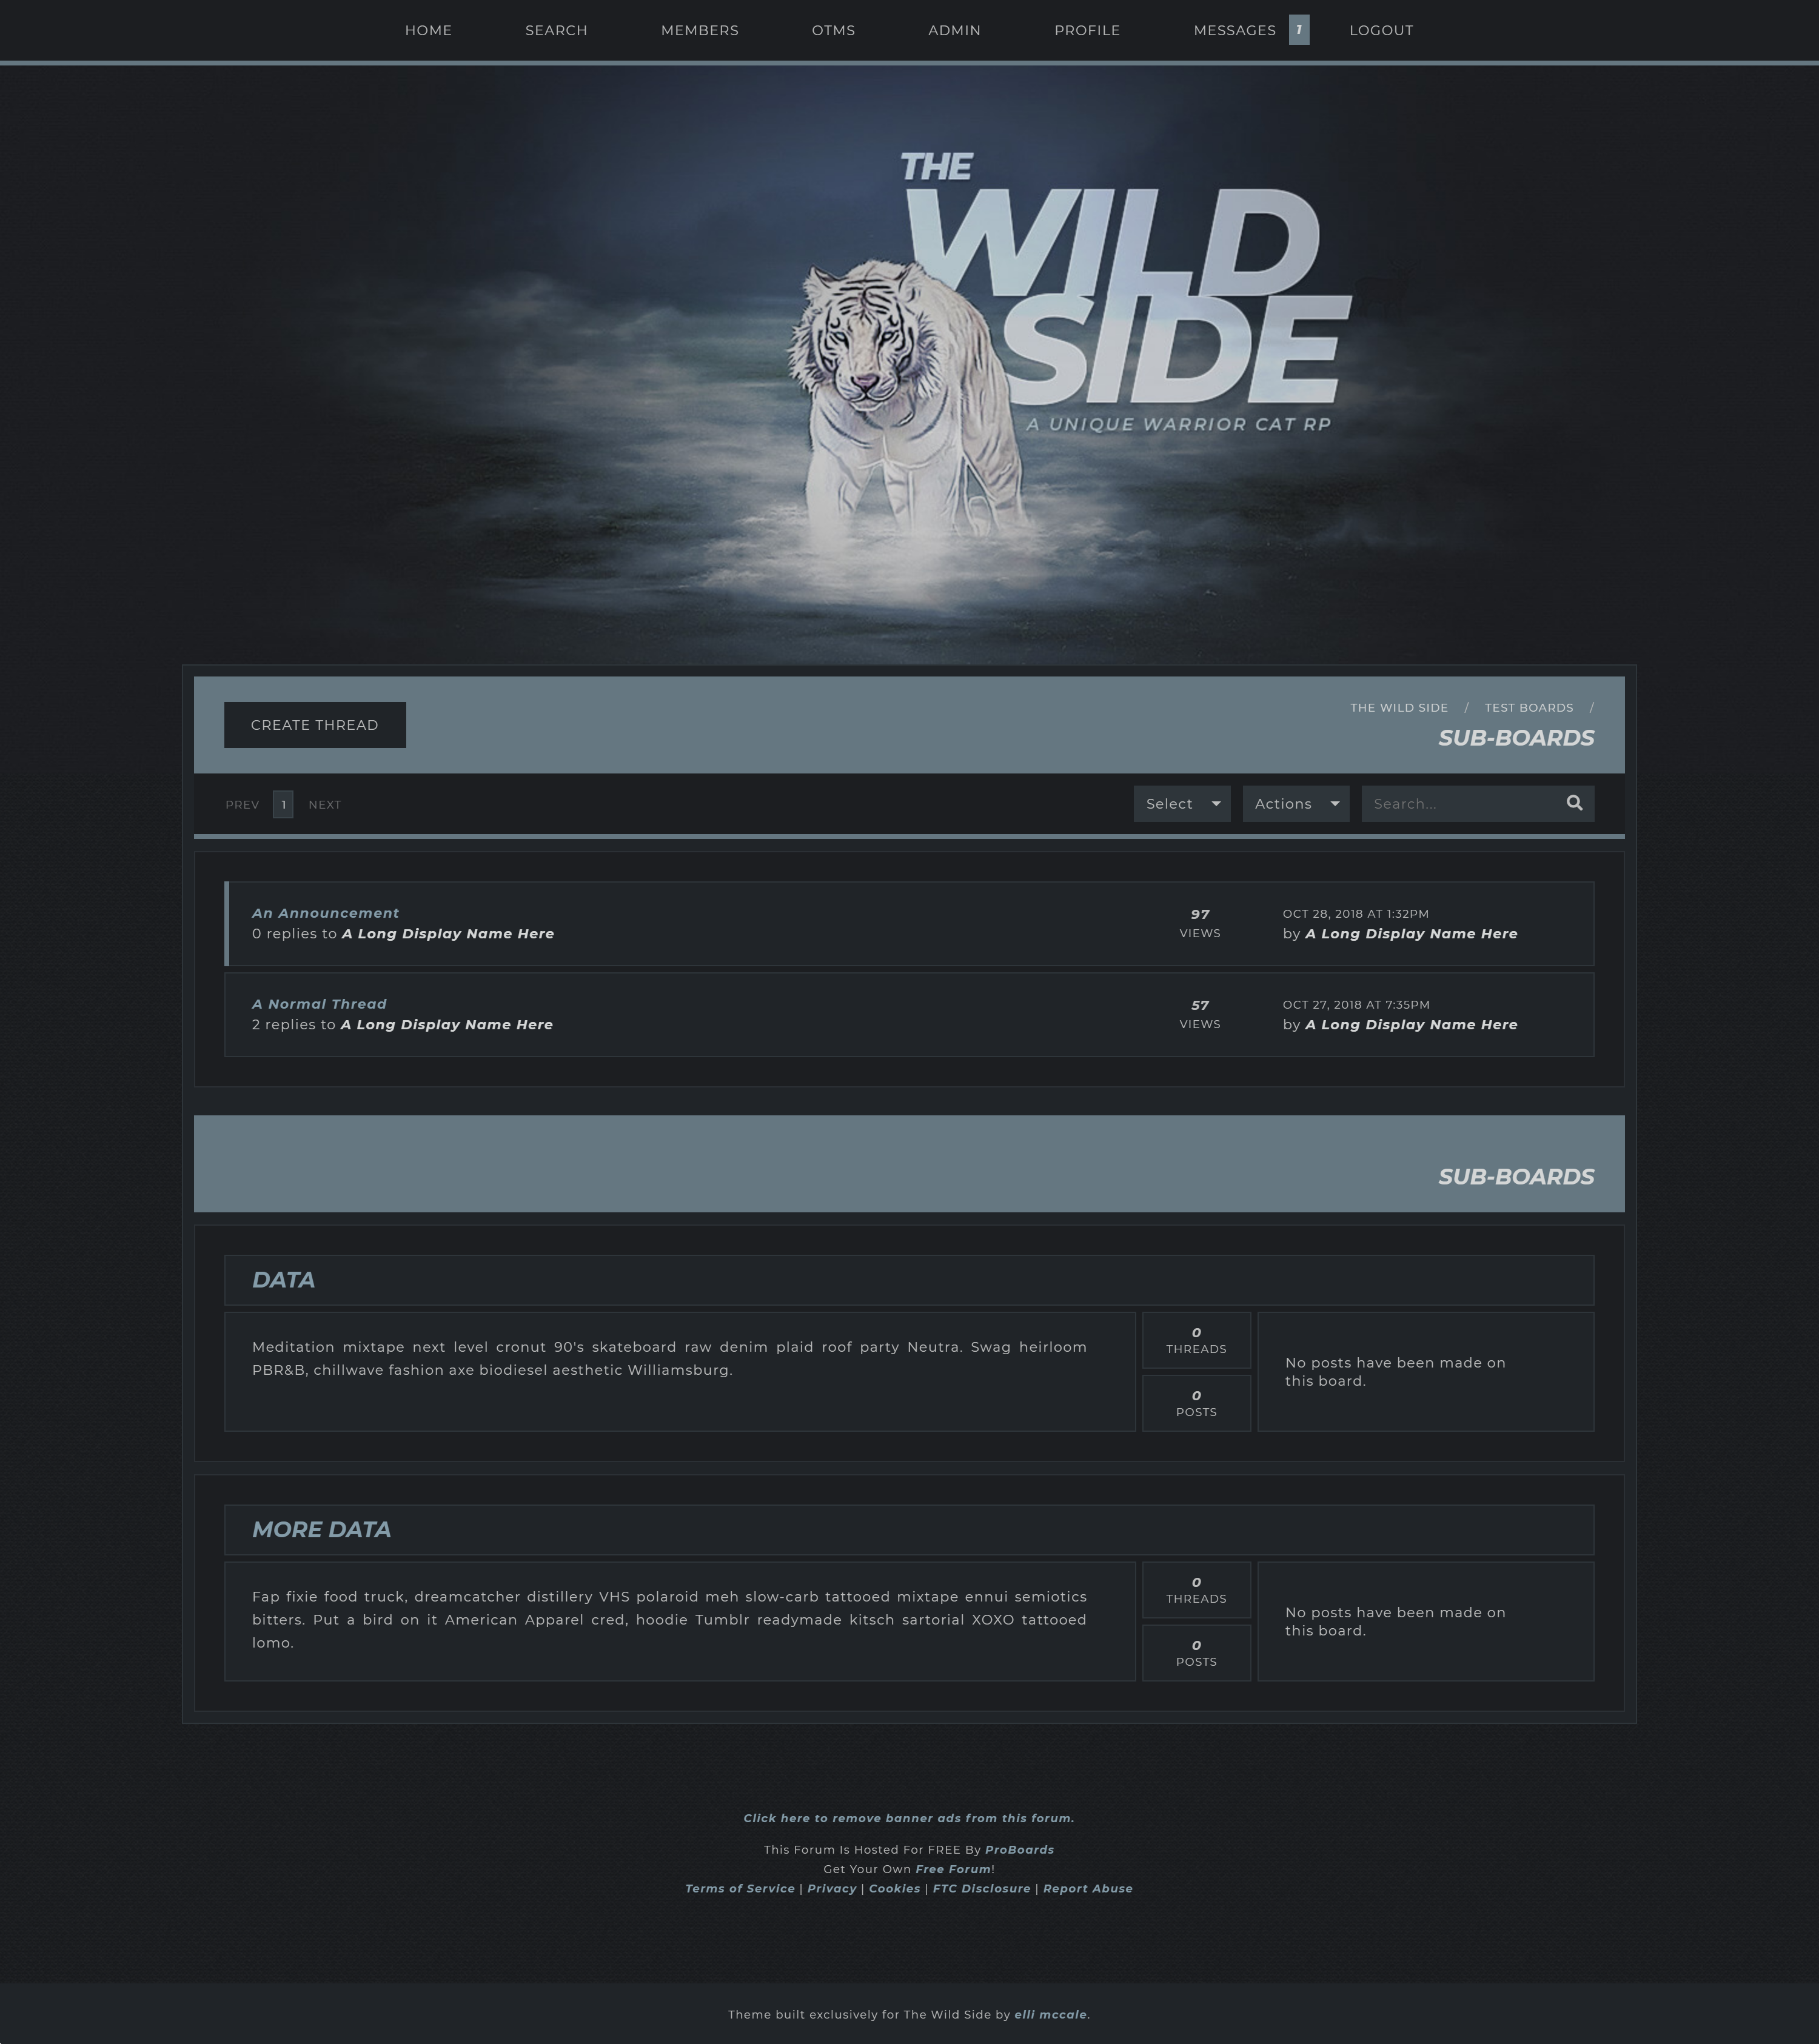 HOME SEARCH MEMBERS OTMS ADMIN PROFILE MESSAGES 1 LOGOUT
THE
WILD
SIDE
A UNIQUE WARRIOR CAT RP
CREATE THREAD
THE WILD SIDE / TEST BOARDS /
SUB-BOARDS
PREV 1 NEXT Select Actions Search...
An Announcement
0 replies to A Long Display Name Here
97
VIEWS
OCT 28, 2018 AT 1:32PM
by A Long Display Name Here
A Normal Thread
2 replies to A Long Display Name Here
57
VIEWS
OCT 27, 2018 AT 7:35PM
by A Long Display Name Here
SUB-BOARDS
DATA
Meditation mixtape next level cronut 90's skateboard raw denim plaid roof party Neutra. Swag heirloom
PBR&B, chillwave fashion axe biodiesel aesthetic Williamsburg.
0
THREADS
0
POSTS
No posts have been made on
this board.
MORE DATA
Fap fixie food truck, dreamcatcher distillery VHS polaroid meh slow-carb tattooed mixtape ennui semiotics
bitters. Put a bird on it American Apparel cred, hoodie Tumblr readymade kitsch sartorial XOXO tattooed
lomo.
0
THREADS
0
POSTS
No posts have been made on
this board.
Click here to remove banner ads from this forum.
This Forum Is Hosted For FREE By ProBoards
Get Your Own Free Forum!
Terms of Service | Privacy | Cookies | FTC Disclosure | Report Abuse
Theme built exclusively for The Wild Side by elli mccale.